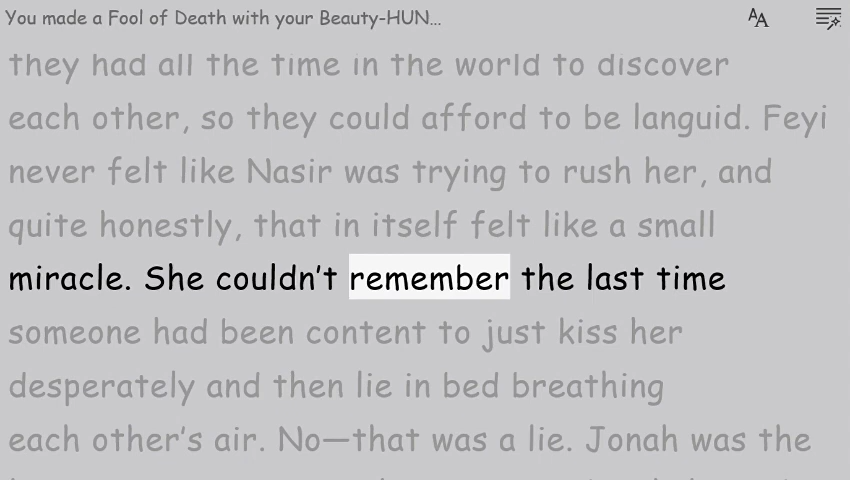 You made a Fool of Death with your Beauty-HUN...
they had all the time in the world to discover
each other, so they could afford to be languid. Feyi
never felt like Nasir was trying to rush her, and
quite honestly, that in itself felt like a small
miracle. She couldn't remember the last time
someone had been content to just kiss her
desperately and then lie in bed breathing
each other's air. No—that was a lie. Jonah was the